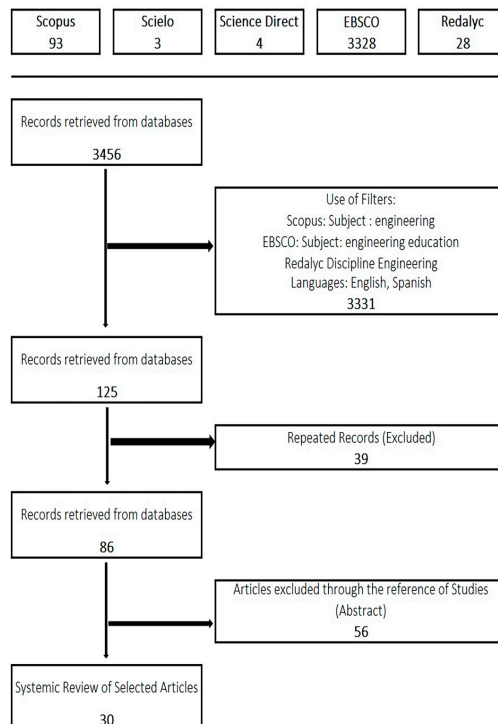 Scopus
93
Scielo
3
Science Direct
4
EBSCO
3328
Redalyc
28
Records retrieved from databases
3456
Use of Filters:
Scopus: Subject : engineering
EBSCO: Subject: engineering education
Redalyc Discipline Engineering
Languages: English, Spanish
3331
Records retrieved from databases
125
Repeated Records (Excluded)
39
Records retrieved from databases
86
Articles excluded through the reference of Studies
(Abstract)
56
Systemic Review of Selected Articles
30